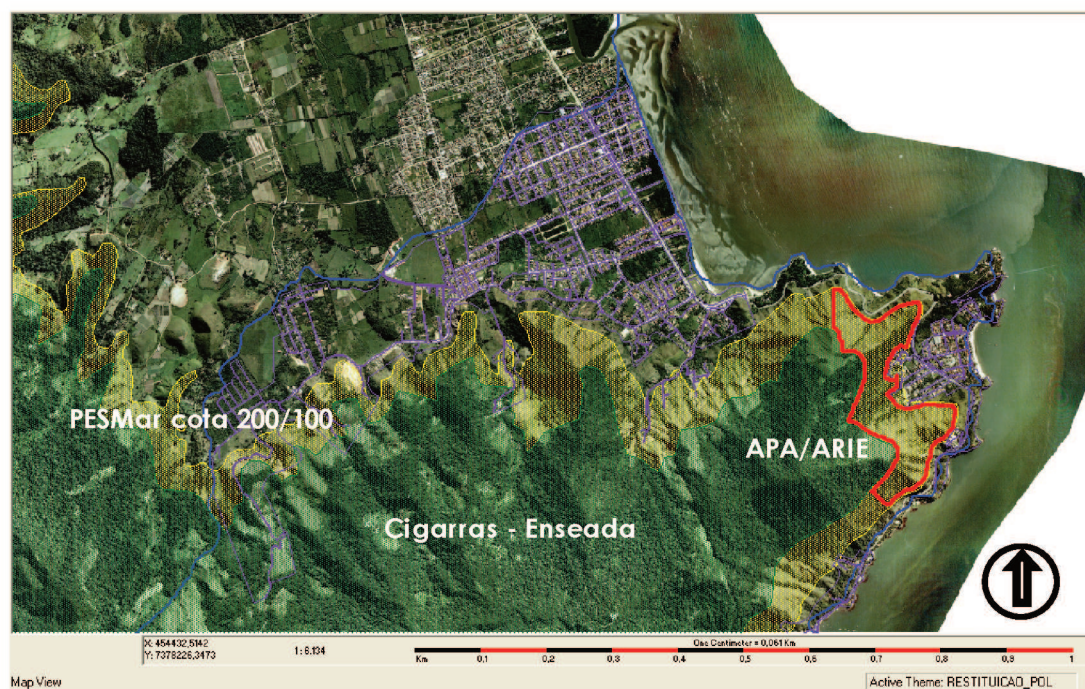 PESMar cota 200/100
APA/ARIE
Cigarras - Enseada
X: 454432,5142
Y: 7378226,3473
1: 6.134
One Centimeter = 0,061 Km
Km 0,1 0,2 0,3 0,4 0,5 0,6 0,7 0,8 0,9 1
Map View
Active Theme: RESTITUICAO_POL